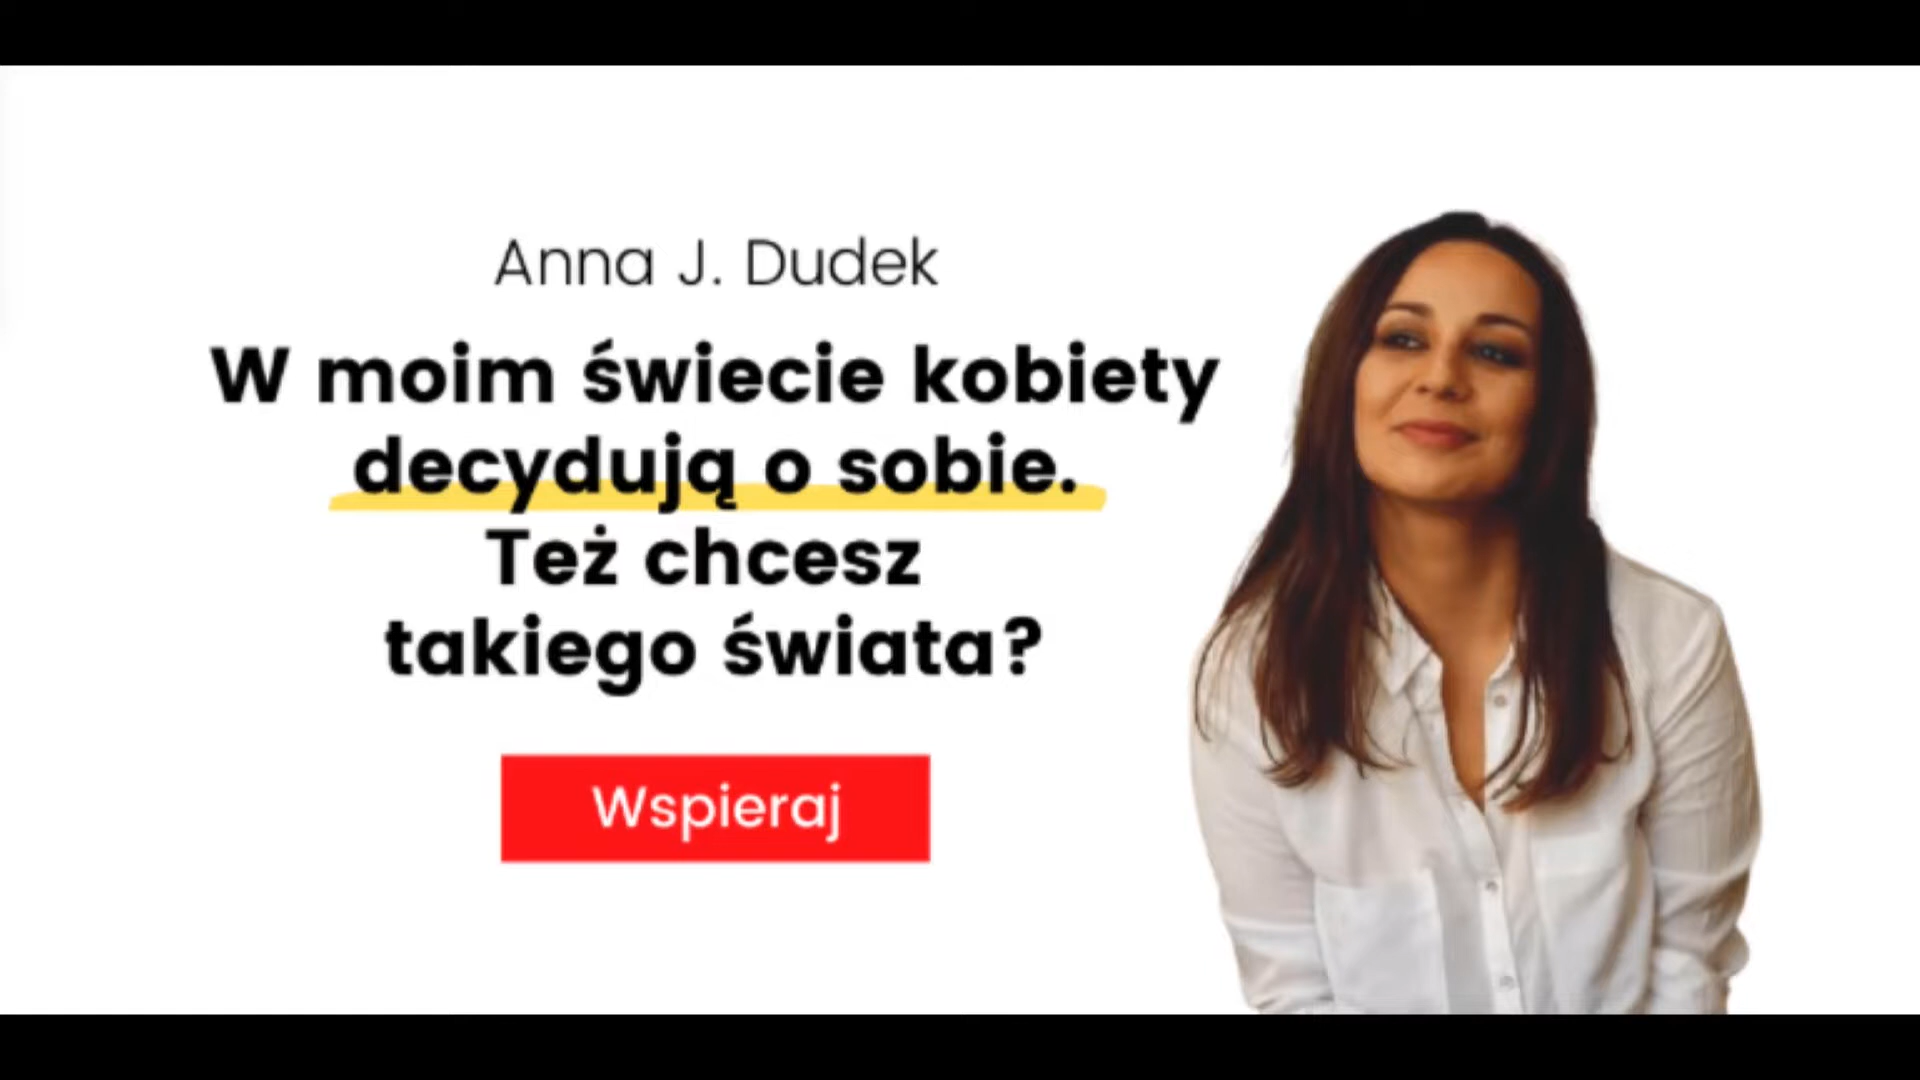 Anna J. Dudek
W moim świecie kobiety
decydują o sobie.
Też chcesz
takiego świata?
Wspieraj